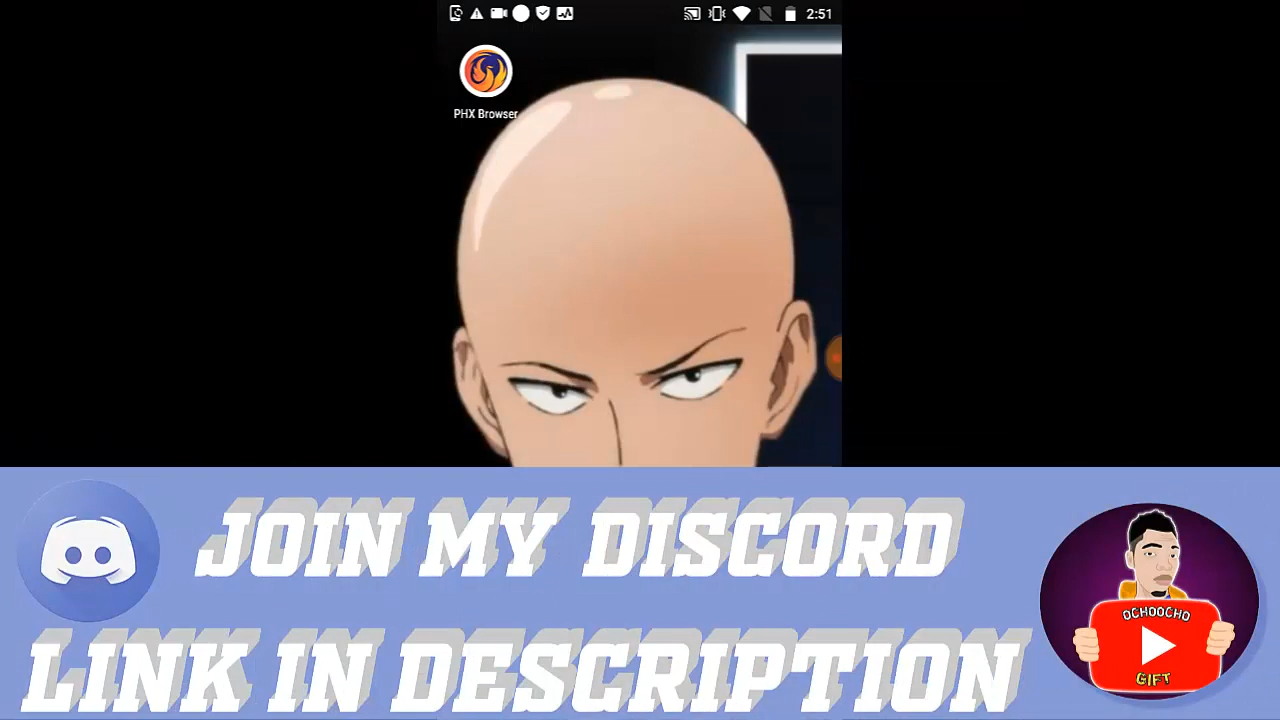 2:51
PHX Browser
JOIN MY DISCORD
LINK IN DESCRIPTION
OCHOOCHO
GIFT